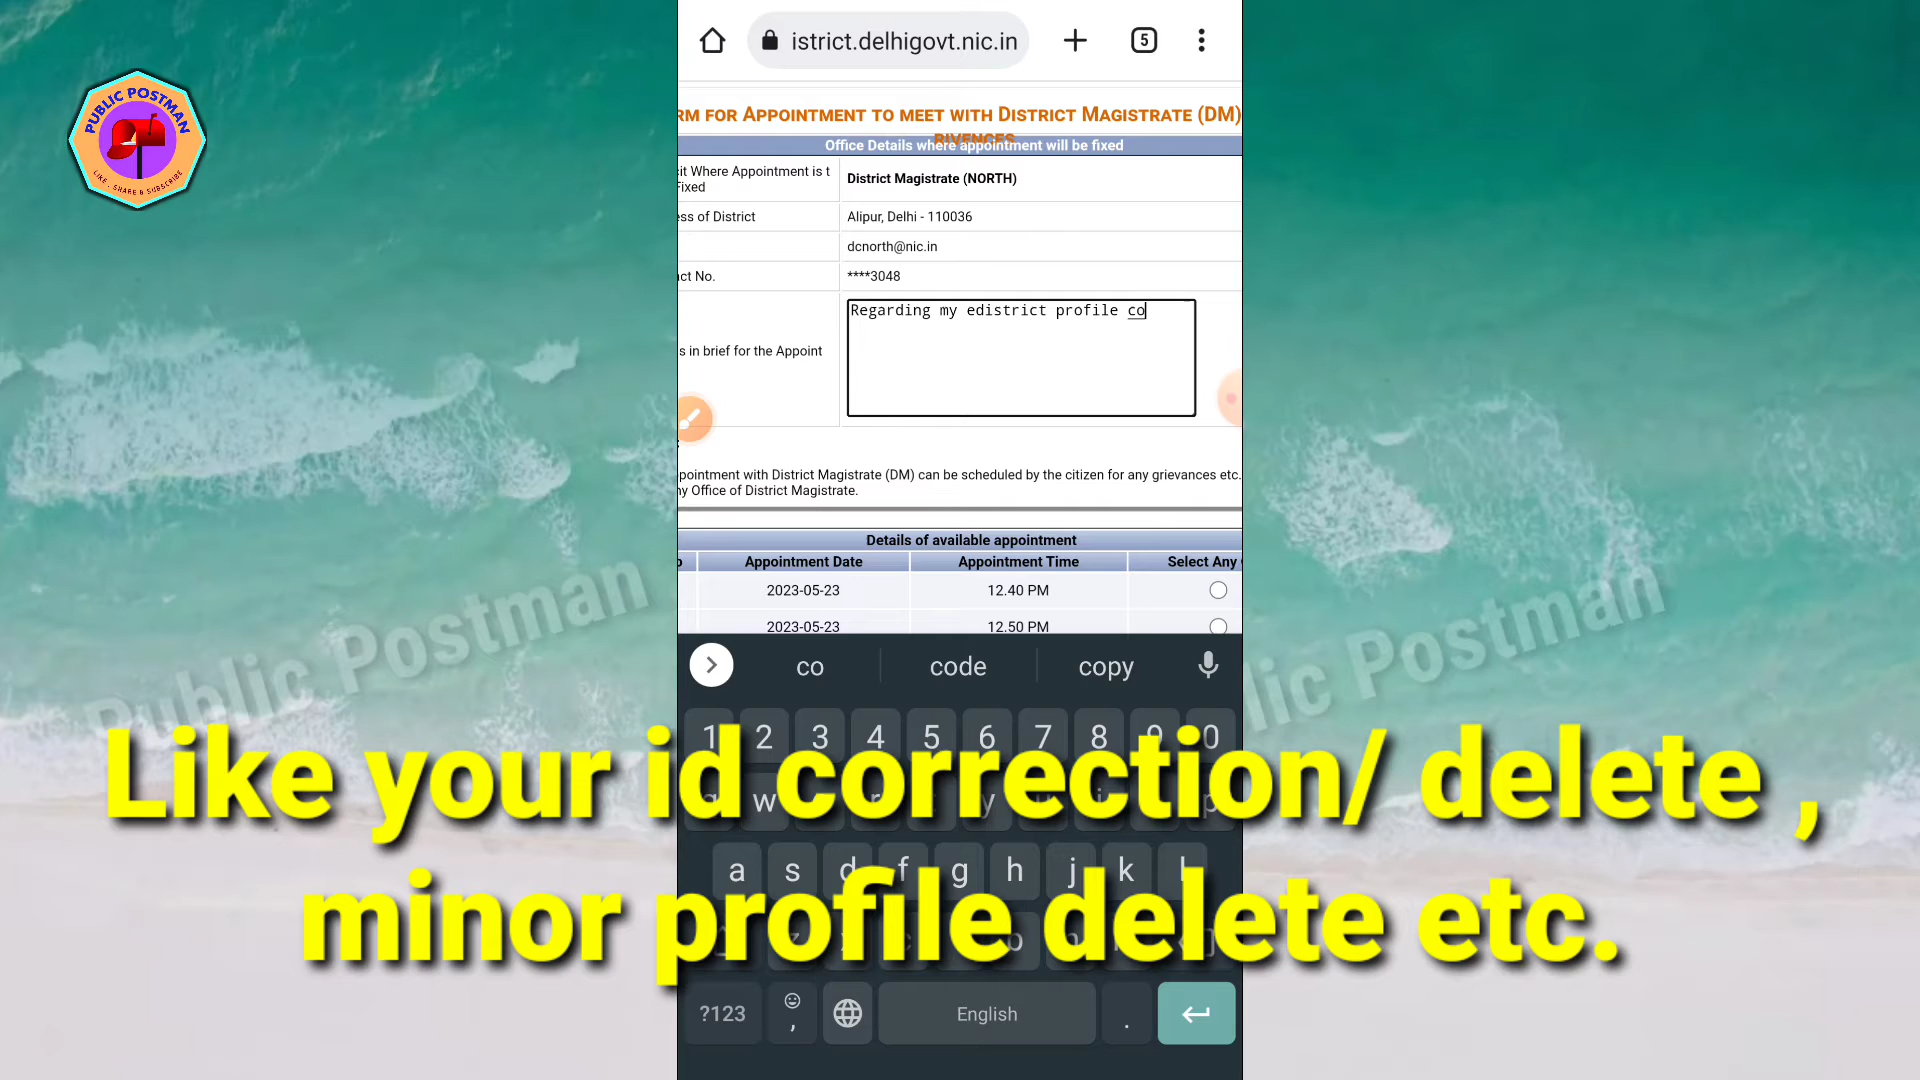 PUBLIC POSTMAN
LIKE , SHARE & SUBSCRIBE
istrict.delhigovt.nic.in
5
RM FOR APPOINTMENT TO MEET WITH DISTRICT MAGISTRATE (DM)
RIVENCES
Office Details where appointment will be fixed
Where Appointment is t
Fixed
District Magistrate (NORTH)
ess of District
Alipur, Delhi - 110036
dcnorth@nic.in
act No.
****3048
Regarding my edistrict profile co
s in brief for the Appoint
pointment with District Magistrate (DM) can be scheduled by the citizen for any grievances etc.
ny Office of District Magistrate.
Details of available appointment
Appointment Date
Appointment Time
Select Any
2023-05-23
12.40 PM
2023-05-23
12.50 PM
Public Postman
Public Postman
co
code
copy
1 2 3 4 5 6 7 8 9 0
Like your id correction/ delete ,
w r y p
a s d f g h j k l
minor profile delete etc.
?123
,
English
.